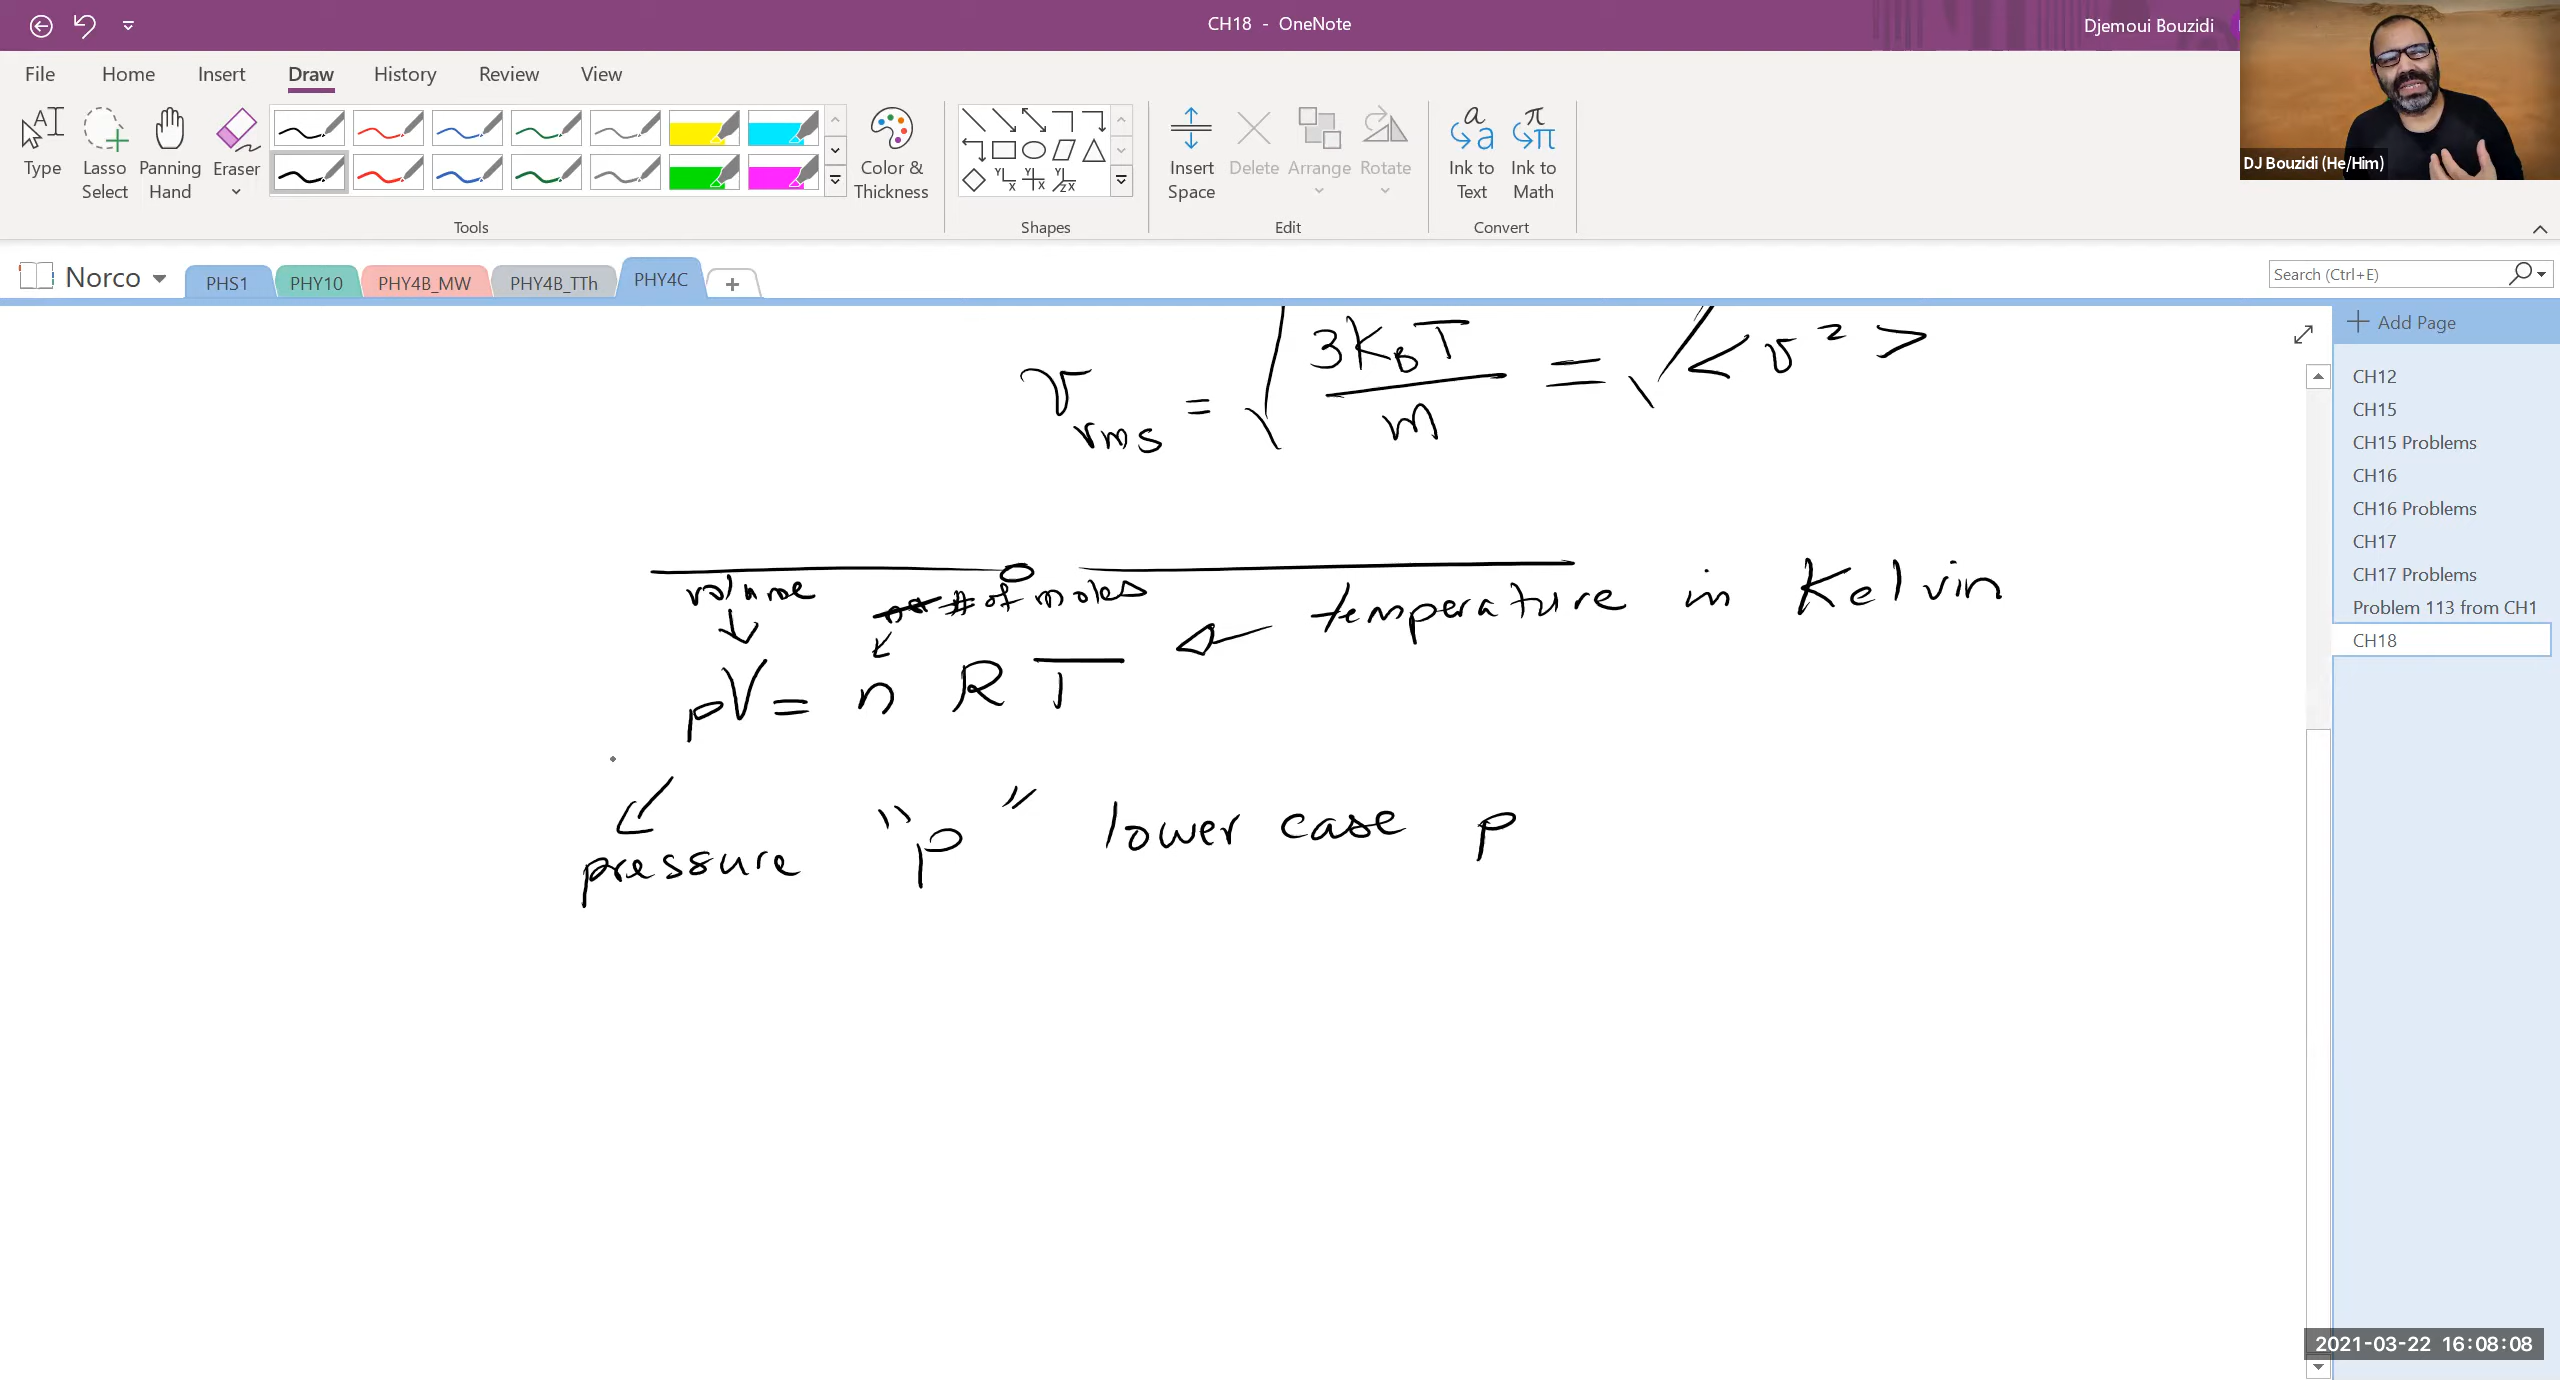 CH18 - OneNote
Djemoui Bouzidi
File Home Insert Draw History Review View
Type
Lasso Select
Panning Hand
Eraser
Color & Thickness
Insert Space
Delete
Arrange
Rotate
Ink to Text
Ink to Math
Tools
Shapes
Edit
Convert
DJ Bouzidi (He/Him)
Norco PHS1 PHY10 PHY4B_MW PHY4B_TTh PHY4C +
Search (Ctrl+E)
Add Page
CH12
CH15
CH15 Problems
CH16
CH16 Problems
CH17
CH17 Problems
Problem 113 from CH1
CH18
v_rms = √(3K_BT / m) = √<v²>
volume # of moles temperature in Kelvin
pV = n R T
pressure "p" lower case p
2021-03-22 16:08:08